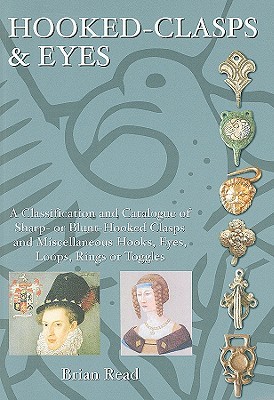 HOOKED-CLASPS
& EYES
A Classification and Catalogue of
Sharp- or Blunt-Hooked Clasps
and Miscellaneous Hooks, Eyes,
Loops, Rings or Toggles
Brian Read